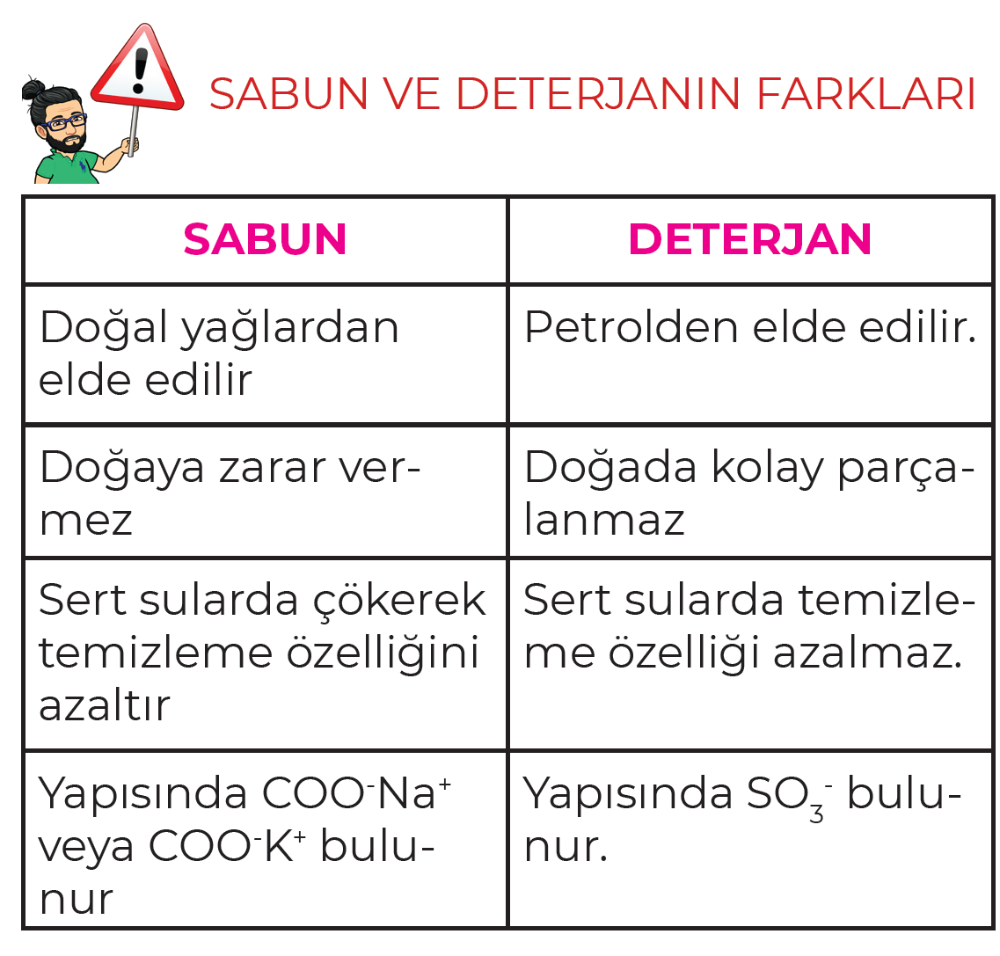 SABUN VE DETERJANIN FARKLARI
SABUN
DETERJAN
Doğal yağlardan
elde edilir
Petrolden elde edilir.
Doğaya zarar ver-
mez
Doğada kolay parça-
lanmaz
Sert sularda çökerek
temizleme özelliğini
azaltır
Sert sularda temizle-
me özelliği azalmaz.
Yapısında COO⁻Na⁺
veya COO⁻K⁺ bulu-
nur
Yapısında SO₃⁻ bulu-
nur.